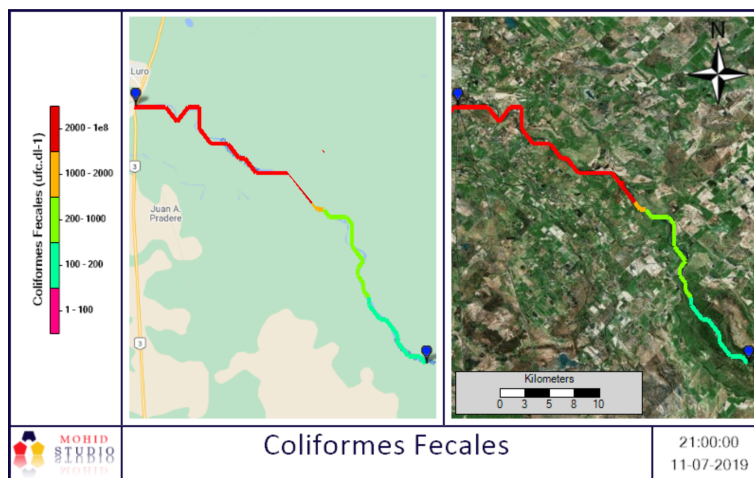 Coliformes Fecales (ufc.dl-1)
2000 - 1e8
1000 - 2000
200 - 1000
100 - 200
1 - 100
Luro
3
Juan A.
Pradere
3
N
Kilometers
0 3 5 8 10
MOHID
STUDIO
Coliformes Fecales
21:00:00
11-07-2019